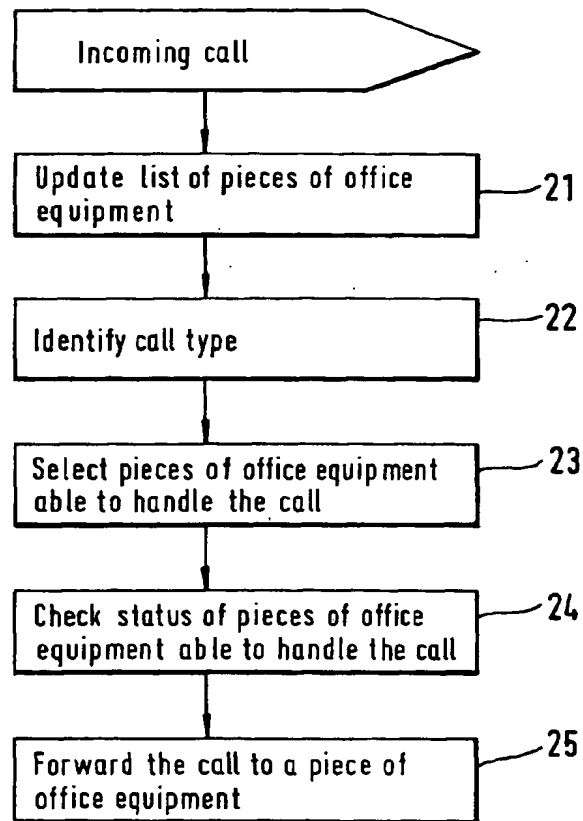 Incoming call
Update list of pieces of office
equipment
21
Identify call type
22
Select pieces of office equipment
able to handle the call
23
Check status of pieces of office
equipment able to handle the call
24
Forward the call to a piece of
office equipment
25